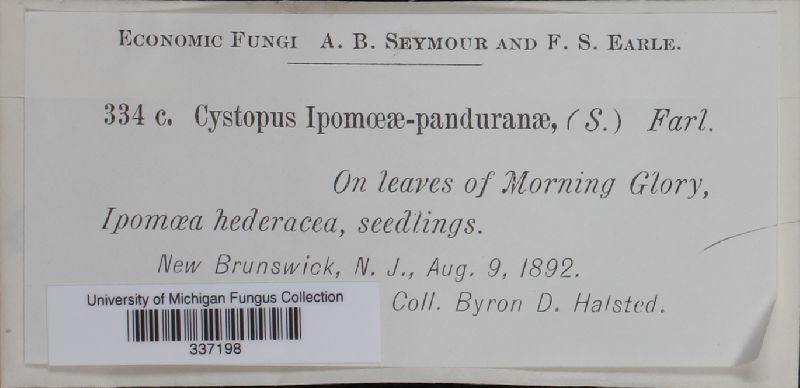 Economic Fungi A. B. Seymour and F. S. Earle.
334 c. Cystopus Ipomœæ-panduranæ, (S.) Farl.
On leaves of Morning Glory,
Ipomœa hederacea, seedlings.
New Brunswick, N. J., Aug. 9, 1892.
Coll. Byron D. Halsted.
University of Michigan Fungus Collection
337198